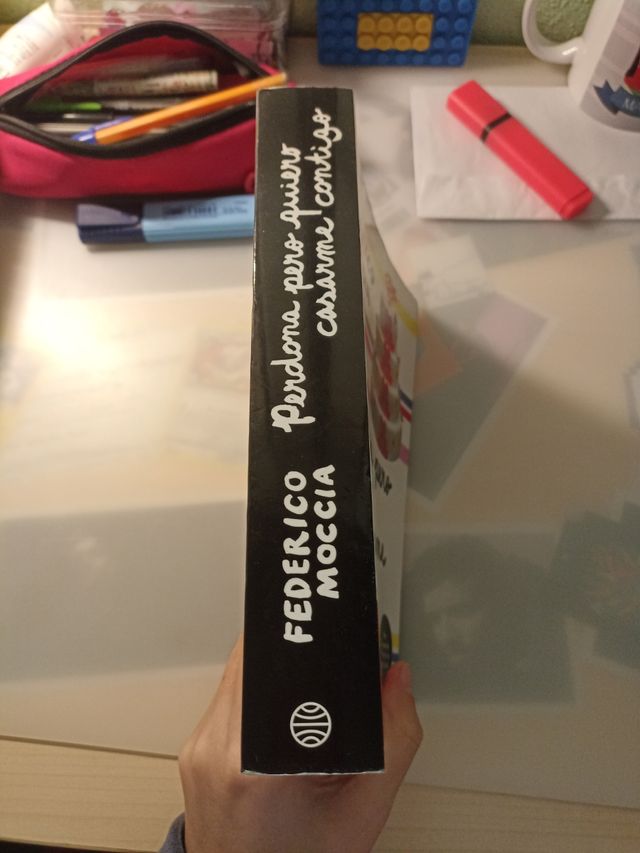 FEDERICO
MOCCIA
Perdona pero quiero
casarme contigo